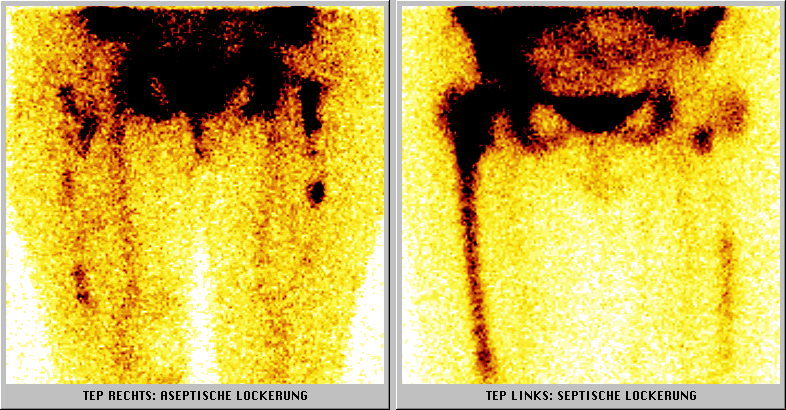 TEP RECHTS: ASEPTISCHE LOCKERUNG
TEP LINKS: SEPTISCHE LOCKERUNG